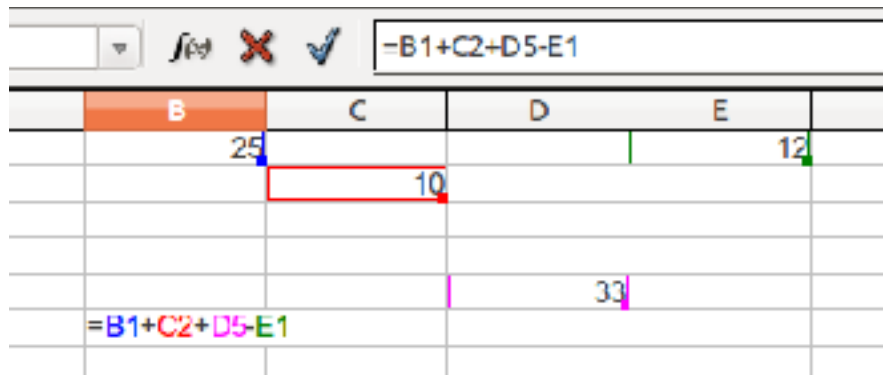 f(x) =B1+C2+D5-E1
B C D E
25 12
10
33
=B1+C2+D5-E1